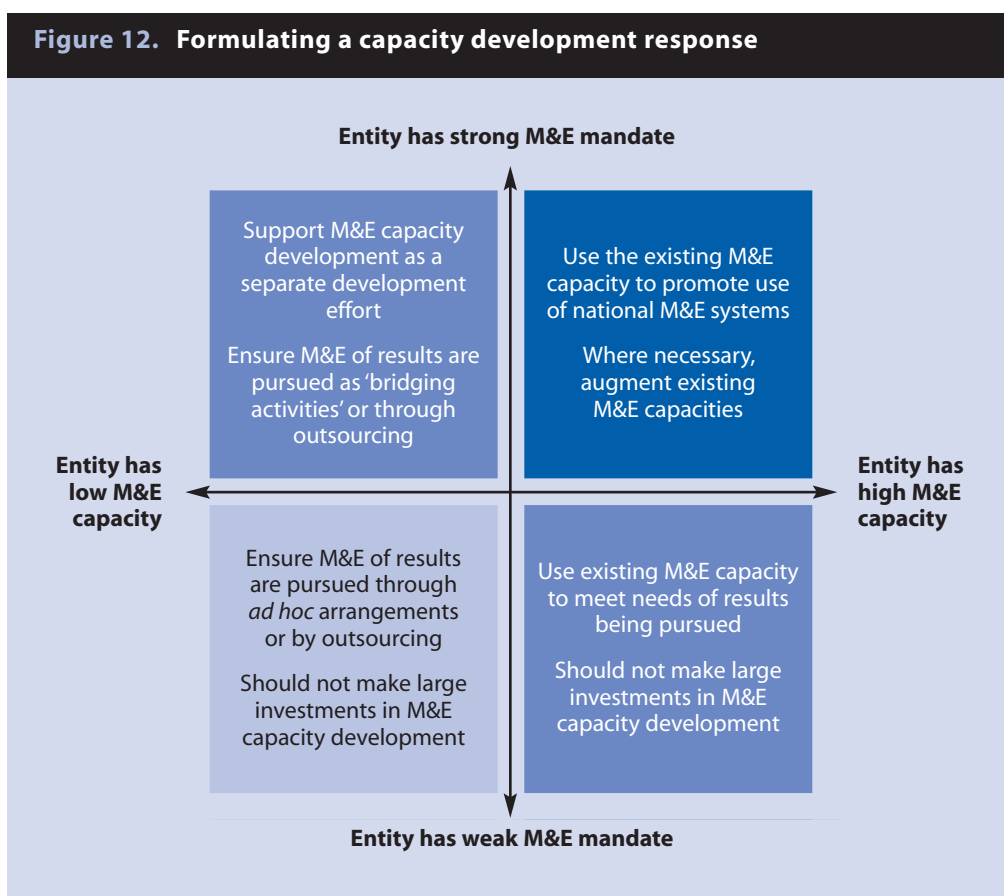 Figure 12. Formulating a capacity development response
Entity has strong M&E mandate
Support M&E capacity
development as a
separate development
effort
Ensure M&E of results are
pursued as ‘bridging
activities’ or through
outsourcing
Use the existing M&E
capacity to promote use
of national M&E systems
Where necessary,
augment existing
M&E capacities
Entity has
low M&E
capacity
Entity has
high M&E
capacity
Ensure M&E of results
are pursued through
ad hoc arrangements
or by outsourcing
Should not make large
investments in M&E
capacity development
Use existing M&E capacity
to meet needs of results
being pursued
Should not make large
investments in M&E
capacity development
Entity has weak M&E mandate